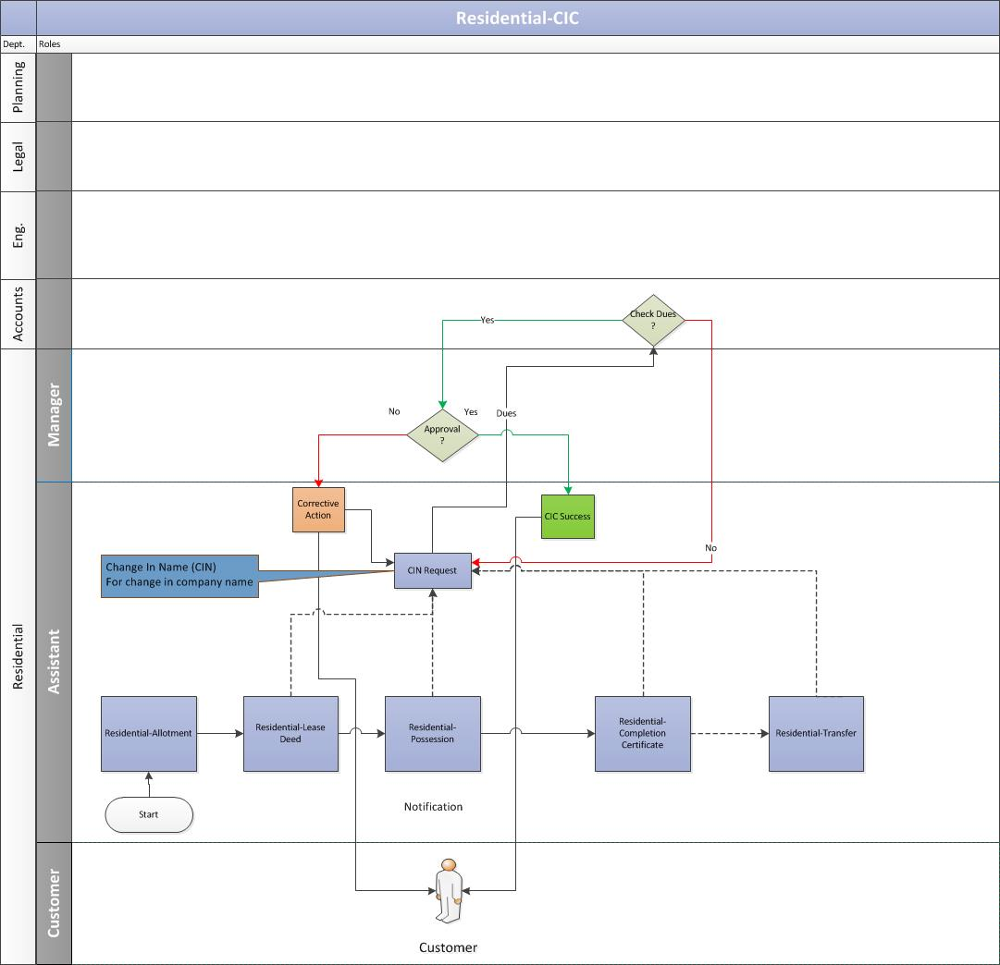 Residential-CIC
Dept.
Roles
Planning
Legal
Eng.
Accounts
Check Dues
?
Yes
Manager
No
Yes
Dues
Approval
?
Residential
Assistant
Corrective
Action
CIC Success
No
Change In Name (CIN)
For change in company name
CIN Request
Residential-Allotment
Residential-Lease
Deed
Residential-
Possession
Residential-
Completion
Certificate
Residential-Transfer
Start
Notification
Customer
Customer